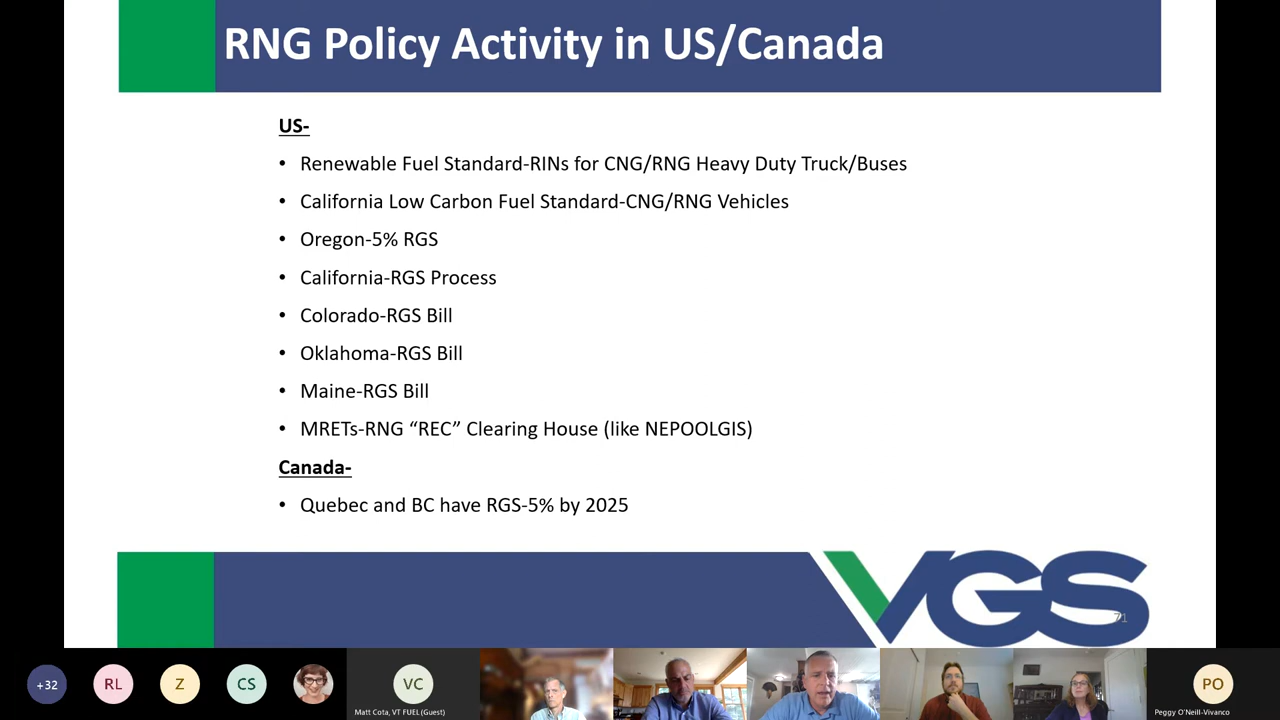 RNG Policy Activity in US/Canada
US-
• Renewable Fuel Standard-RINs for CNG/RNG Heavy Duty Truck/Buses
• California Low Carbon Fuel Standard-CNG/RNG Vehicles
• Oregon-5% RGS
• California-RGS Process
• Colorado-RGS Bill
• Oklahoma-RGS Bill
• Maine-RGS Bill
• MRETs-RNG “REC” Clearing House (like NEPOOLGIS)
Canada-
• Quebec and BC have RGS-5% by 2025
VGS
71
+32
RL
Z
CS
VC
Matt Cota, VT FUEL (Guest)
PO
Peggy O'Neill-Vivanco